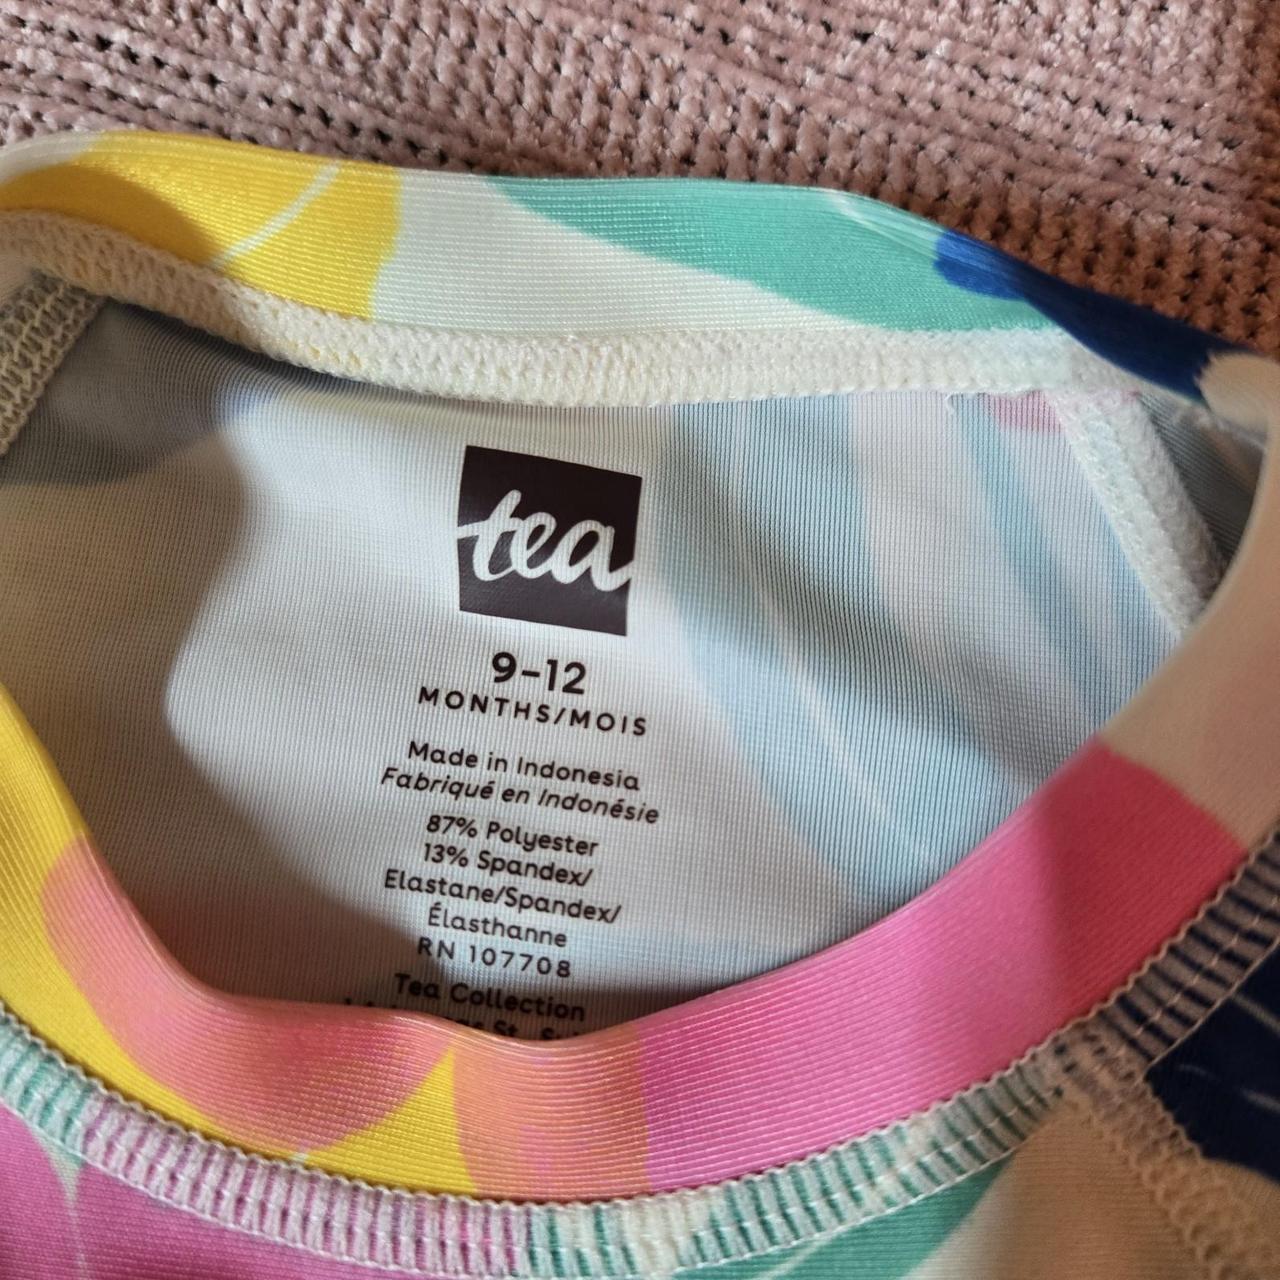 tea
9-12
MONTHS/MOIS
Made in Indonesia
Fabriqué en Indonésie
87% Polyester
13% Spandex/
Elastane/Spandex/
Élasthanne
RN 107708
Tea Collection
St.